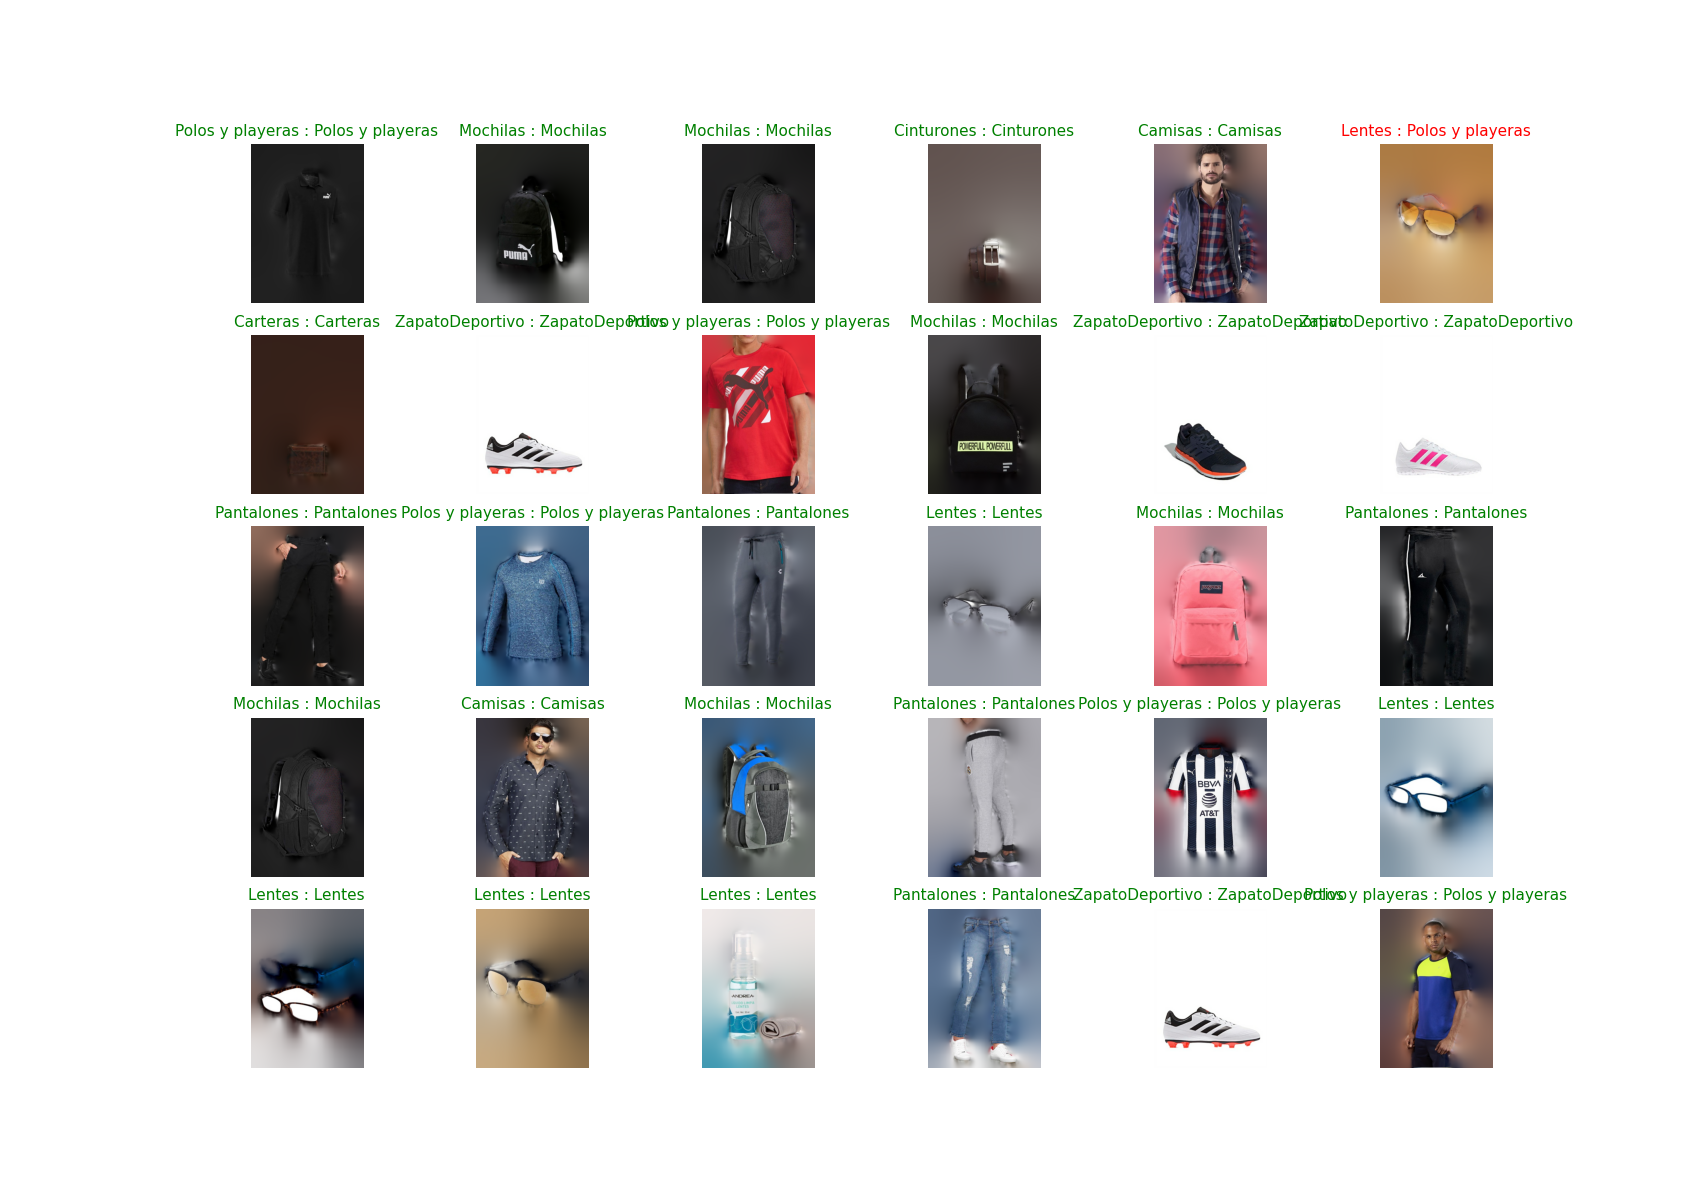 Polos y playeras : Polos y playeras
Mochilas : Mochilas
Mochilas : Mochilas
Cinturones : Cinturones
Camisas : Camisas
Lentes : Polos y playeras
PUMA
Carteras : Carteras
ZapatoDeportivo : ZapatoDeportivo
Polos y playeras : Polos y playeras
Mochilas : Mochilas
ZapatoDeportivo : ZapatoDeportivo
ZapatoDeportivo : ZapatoDeportivo
POWERFULL POWERFULL
Pantalones : Pantalones
Polos y playeras : Polos y playeras
Pantalones : Pantalones
Lentes : Lentes
Mochilas : Mochilas
Pantalones : Pantalones
Mochilas : Mochilas
Camisas : Camisas
Mochilas : Mochilas
Pantalones : Pantalones
Polos y playeras : Polos y playeras
Lentes : Lentes
BBVA
AT&T
Lentes : Lentes
Lentes : Lentes
Lentes : Lentes
Pantalones : Pantalones
ZapatoDeportivo : ZapatoDeportivo
Polos y playeras : Polos y playeras
ANDREA